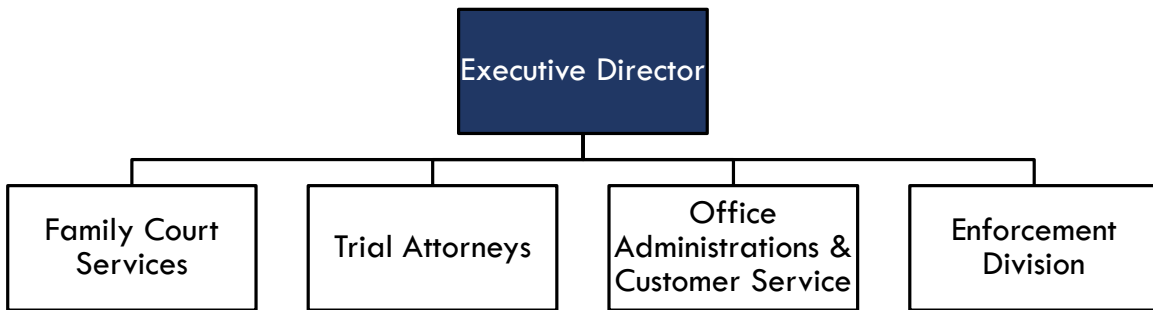 Executive Director
Family Court
Services
Trial Attorneys
Office
Administrations &
Customer Service
Enforcement
Division